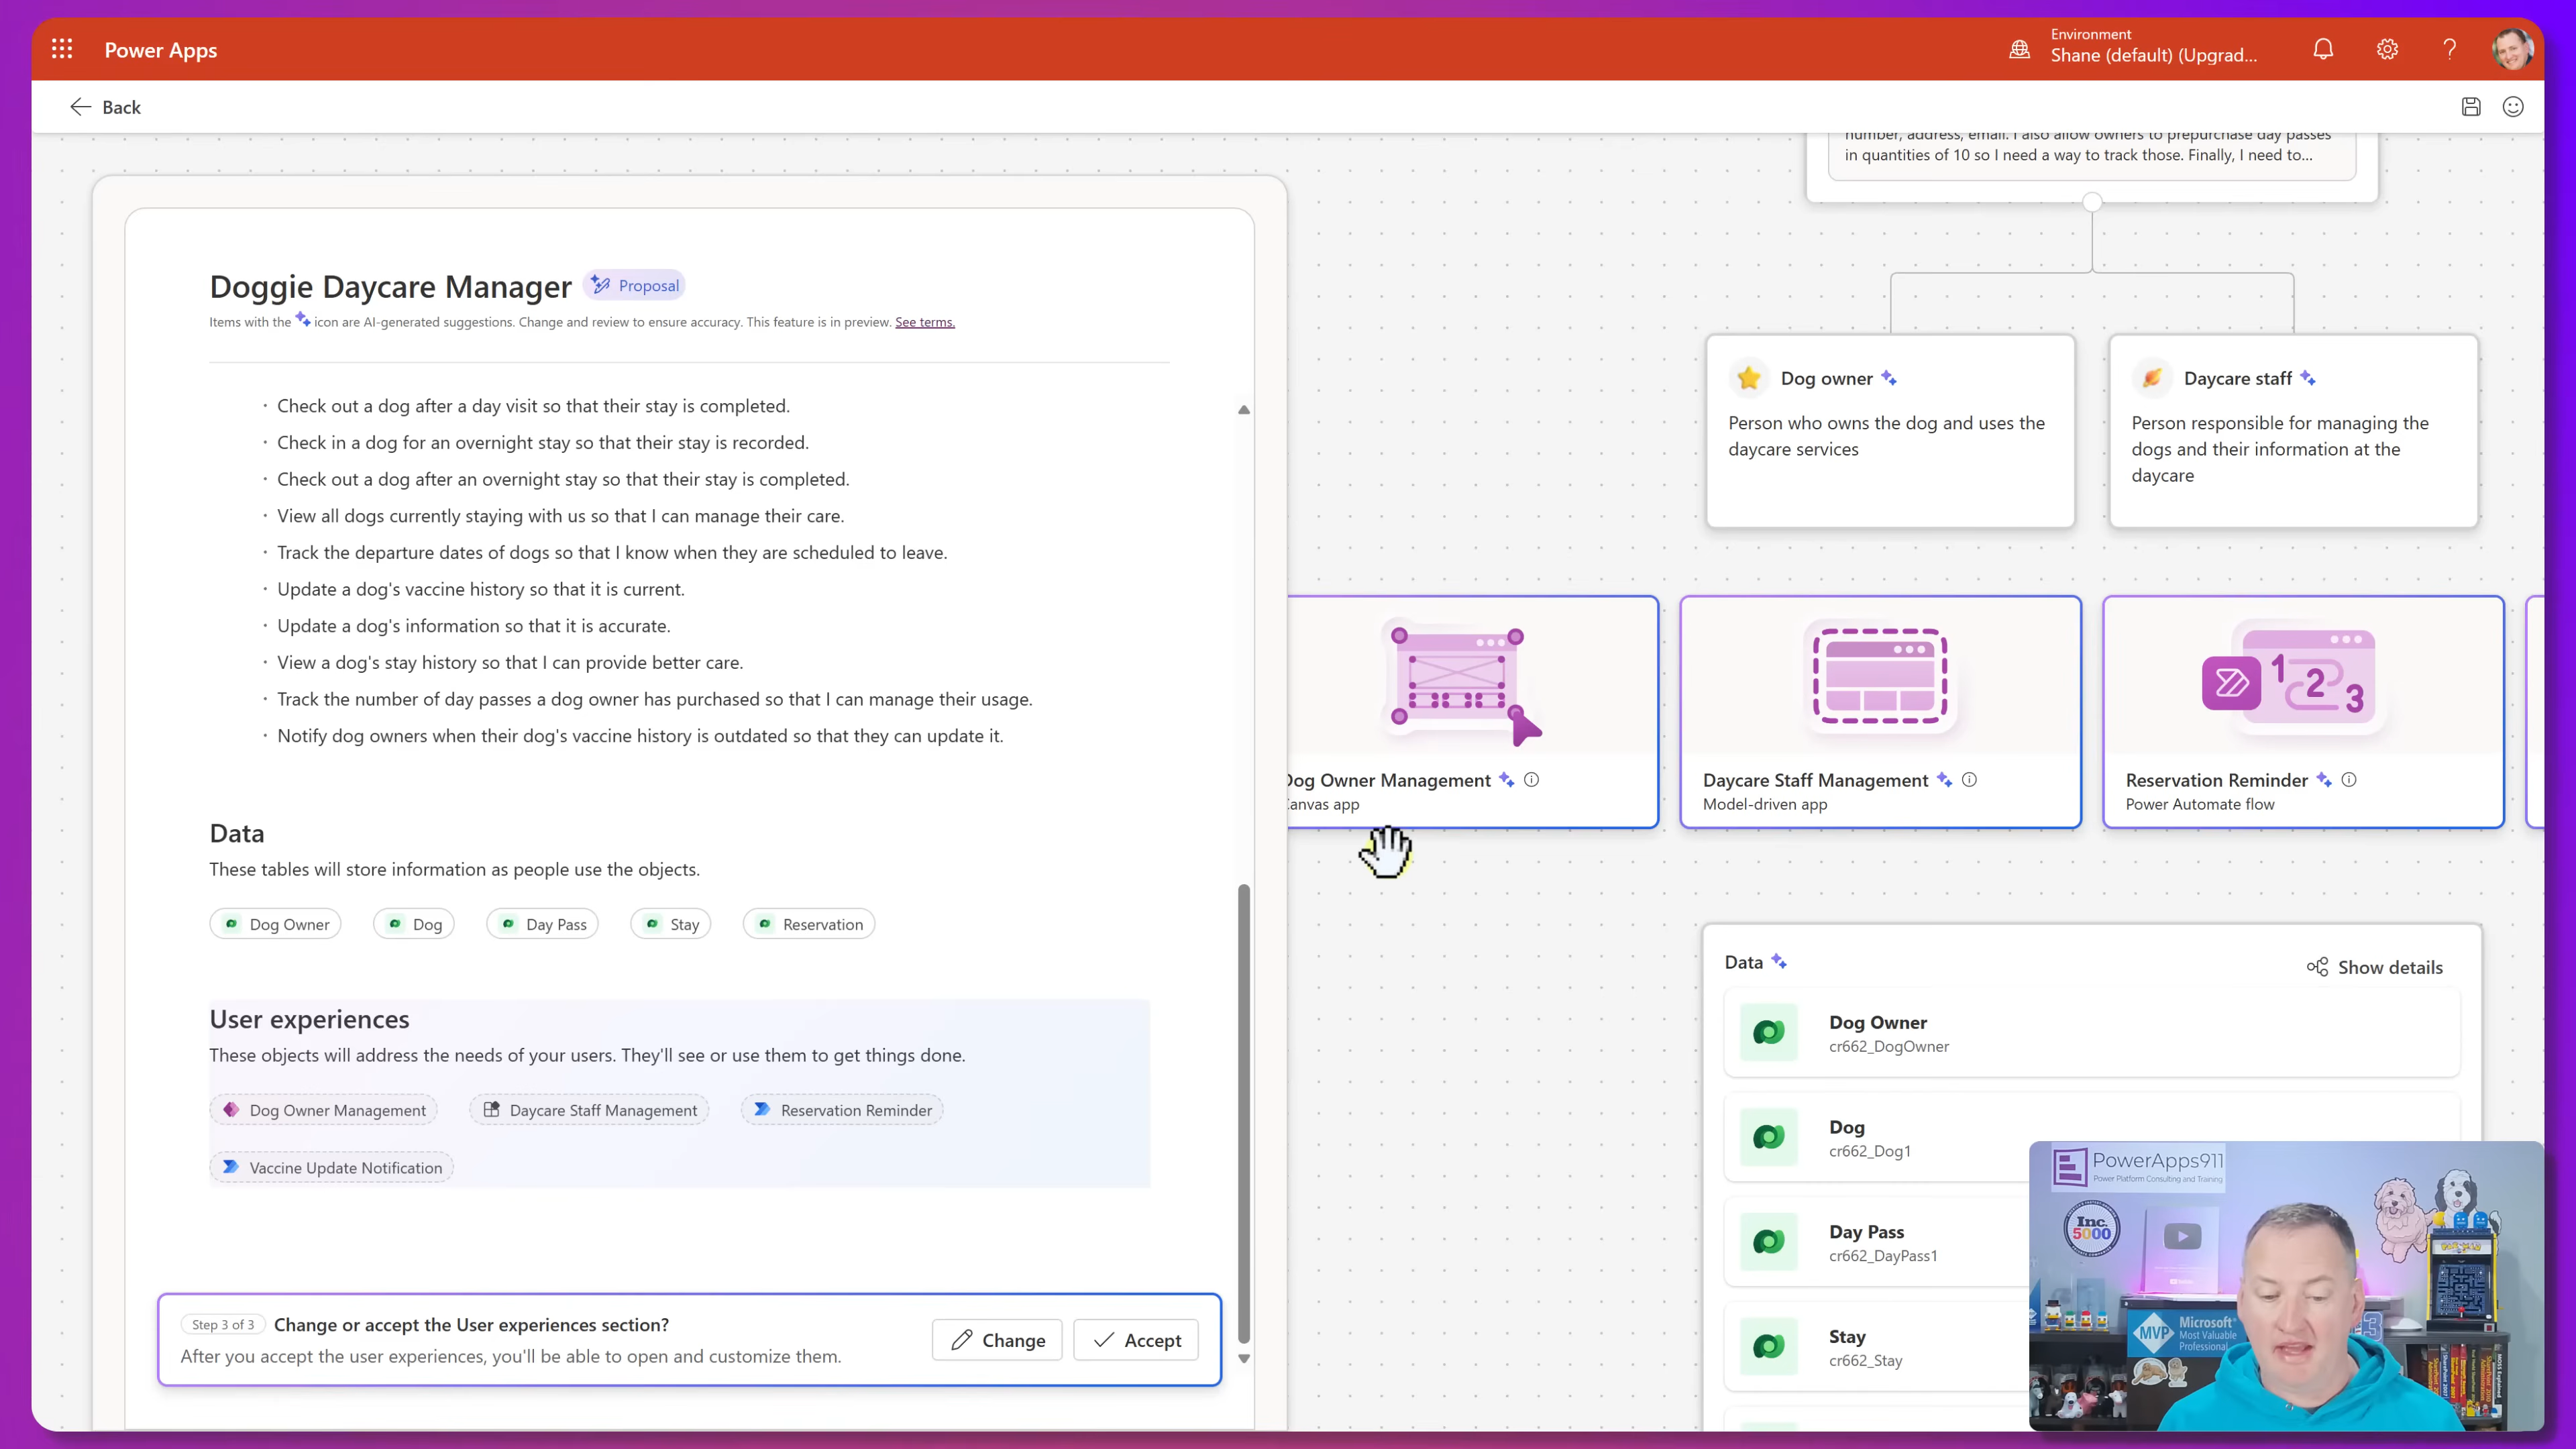 Power Apps
Environment
Shane (default) (Upgrad...
Back
number, address, email. I also allow owners to prepurchase day passes
in quantities of 10 so I need a way to track those. Finally, I need to...
Doggie Daycare Manager
Proposal
Items with the icon are AI-generated suggestions. Change and review to ensure accuracy. This feature is in preview. See terms.
· Check out a dog after a day visit so that their stay is completed.
· Check in a dog for an overnight stay so that their stay is recorded.
· Check out a dog after an overnight stay so that their stay is completed.
· View all dogs currently staying with us so that I can manage their care.
· Track the departure dates of dogs so that I know when they are scheduled to leave.
· Update a dog's vaccine history so that it is current.
· Update a dog's information so that it is accurate.
· View a dog's stay history so that I can provide better care.
· Track the number of day passes a dog owner has purchased so that I can manage their usage.
· Notify dog owners when their dog's vaccine history is outdated so that they can update it.
Data
These tables will store information as people use the objects.
Dog Owner
Dog
Day Pass
Stay
Reservation
User experiences
These objects will address the needs of your users. They'll see or use them to get things done.
Dog Owner Management
Daycare Staff Management
Reservation Reminder
Vaccine Update Notification
Step 3 of 3
Change or accept the User experiences section?
After you accept the user experiences, you'll be able to open and customize them.
Change
Accept
Dog owner
Person who owns the dog and uses the
daycare services
Daycare staff
Person responsible for managing the
dogs and their information at the
daycare
1 2 3
Dog Owner Management
Canvas app
Daycare Staff Management
Model-driven app
Reservation Reminder
Power Automate flow
Data
Show details
Dog Owner
cr662_DogOwner
Dog
cr662_Dog1
Day Pass
cr662_DayPass1
Stay
cr662_Stay
PowerApps911
Power Platform Consulting and Training
Inc.
5000
MVP
Microsoft
Most Valuable
Professional